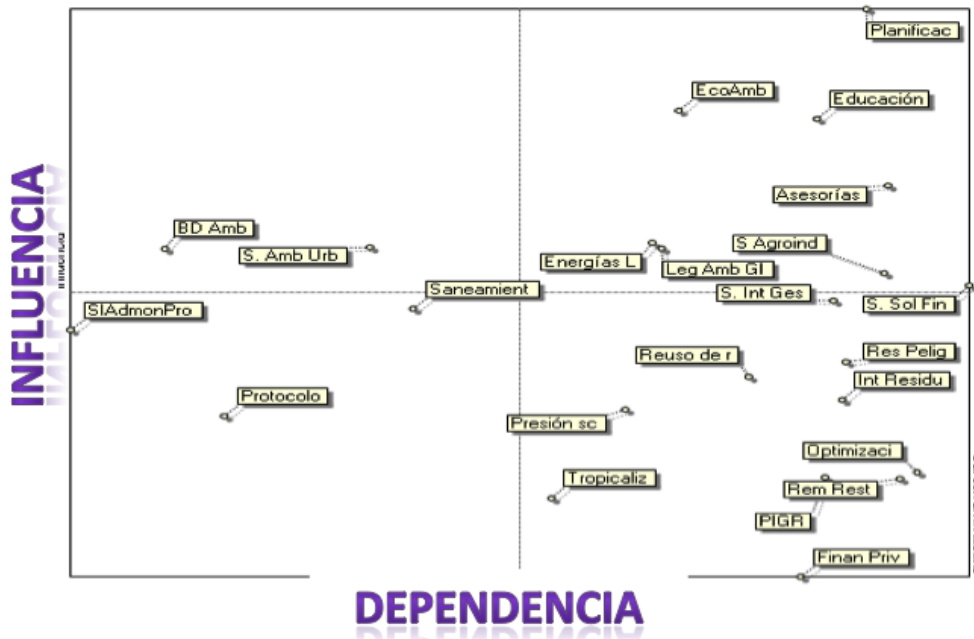 Planificac
EcoAmb
Educación
Asesorías
BD Amb
S. Amb Urb
S Agroind
Energías L
Leg Amb Gl
Saneamient
S. Int Ges
S. Sol Fin
SIAdmonPro
Res Pelig
Reuso de r
Int Residu
Protocolo
Presión sc
Optimizaci
Tropicaliz
Rem Rest
PIGR
Finan Priv
INFLUENCIA
DEPENDENCIA